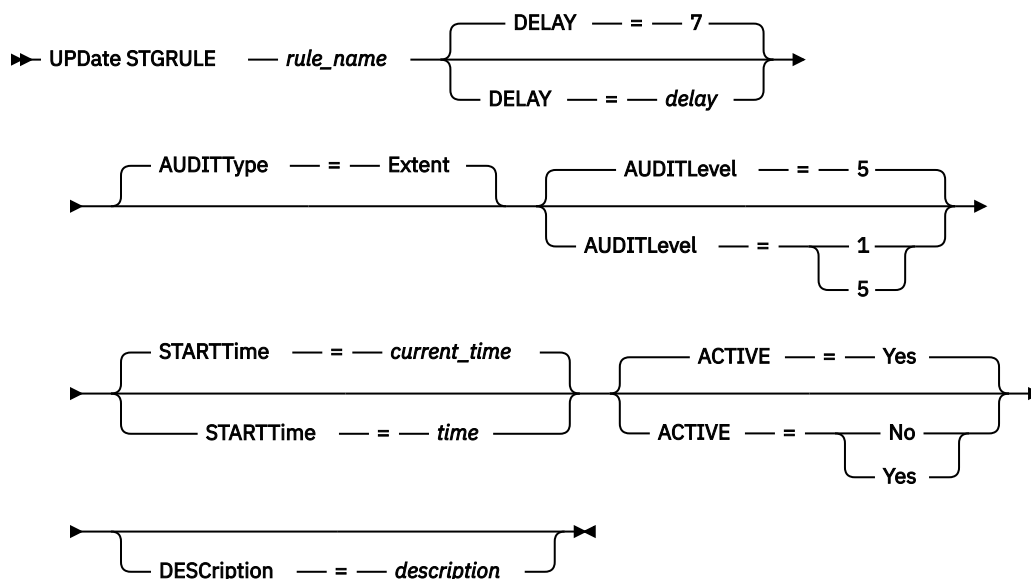 DELAY = 7
UPDate STGRULE rule_name
DELAY = delay
AUDITType = Extent
AUDITLevel = 5
AUDITLevel = 1
5
STARTTime = current_time
ACTIVE = Yes
STARTTime = time
ACTIVE = No
Yes
DESCription = description